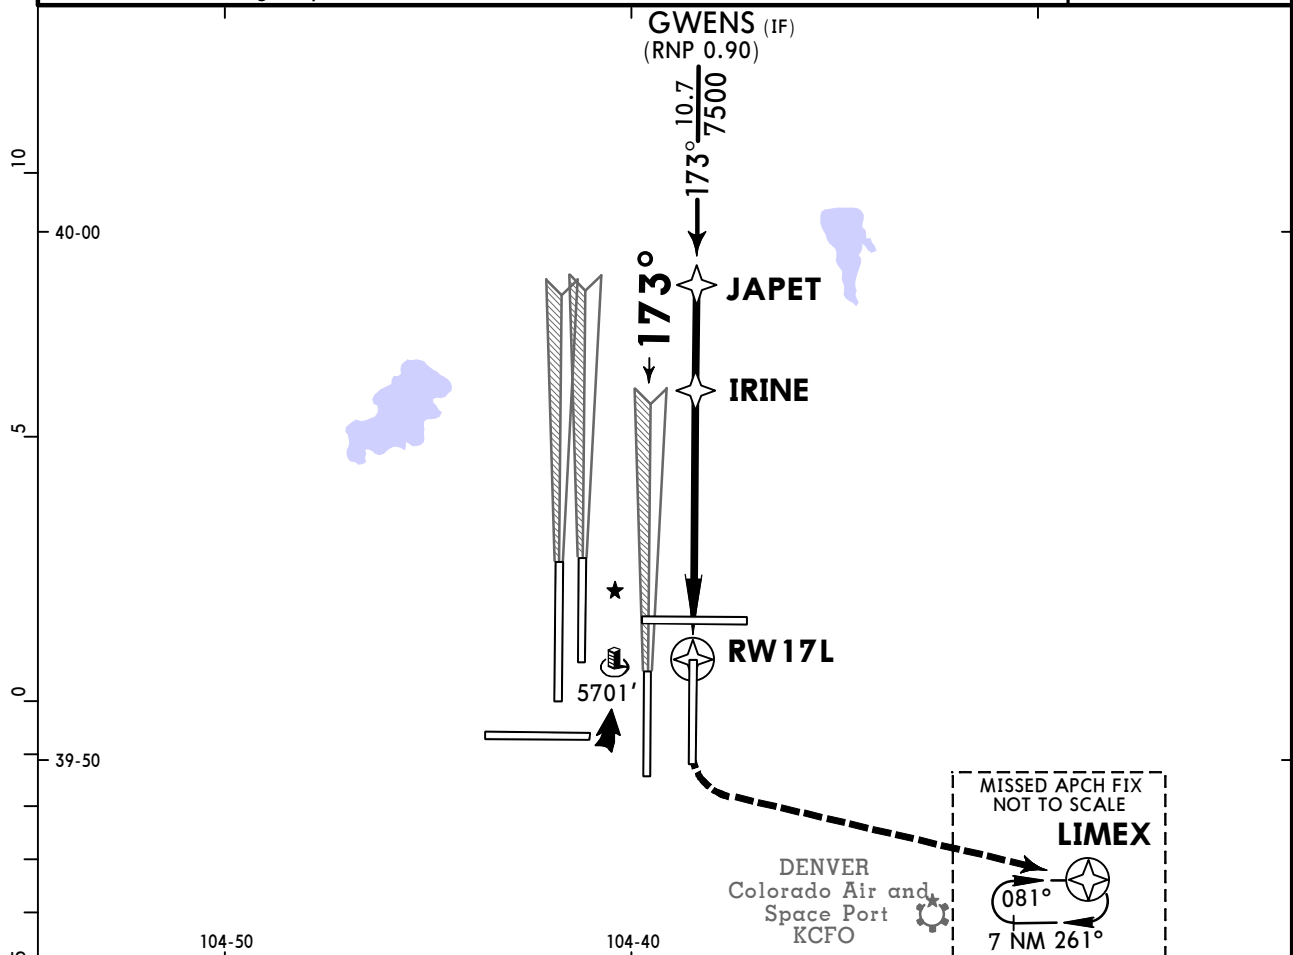 GWENS (IF)
(RNP 0.90)
10.7
7500
173°
10
40-00
173°
JAPET
IRINE
5
RW17L
5701'
0
39-50
MISSED APCH FIX
NOT TO SCALE
LIMEX
DENVER
Colorado Air and
Space Port
KCFO
081°
7 NM 261°
104-50
104-40